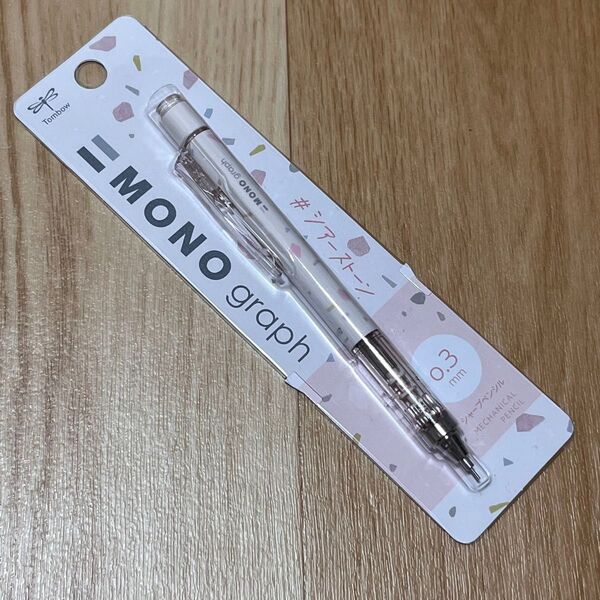 Tombow
MONO graph
MONO graph
#シアーストーン
0.3
mm
シャープペンシル
MECHANICAL
PENCIL